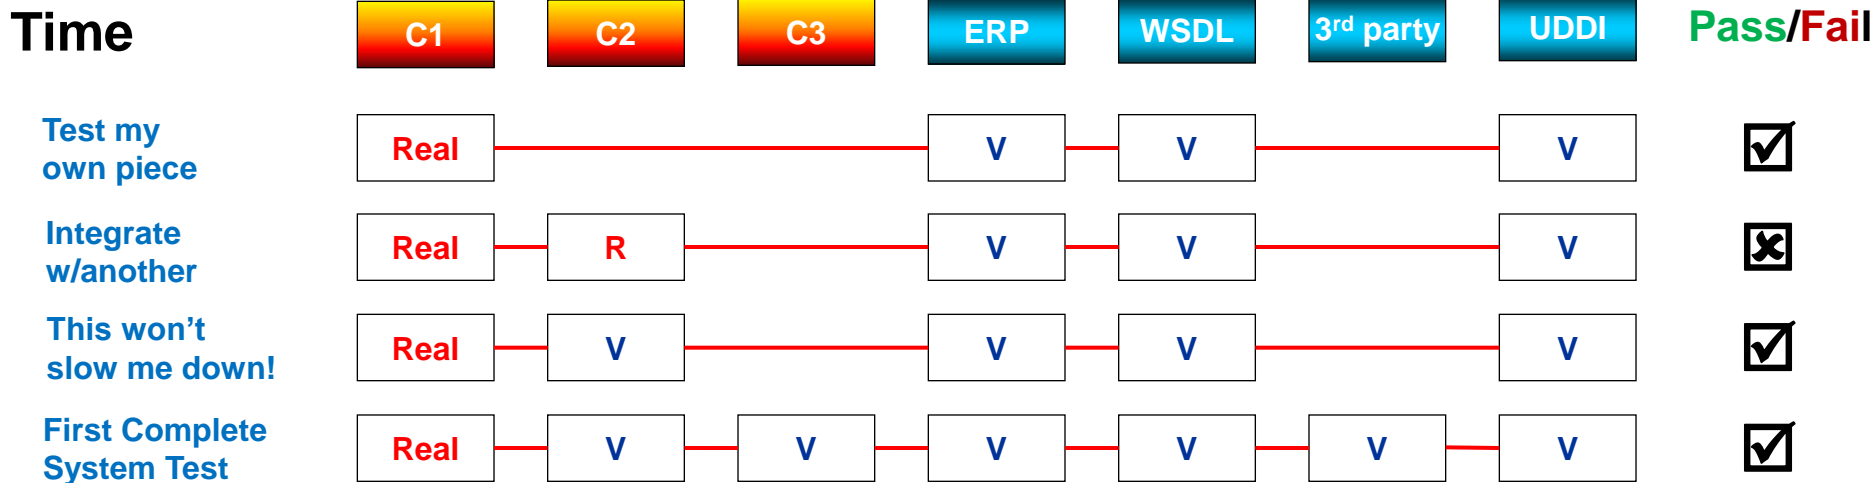 Time C1 C2 C3 ERP WSDL 3rd party UDDI Pass/Fail
Test my
own piece
Real V V V
Integrate
w/another
Real R V V V
This won’t
slow me down!
Real V V V V
First Complete
System Test
Real V V V V V V